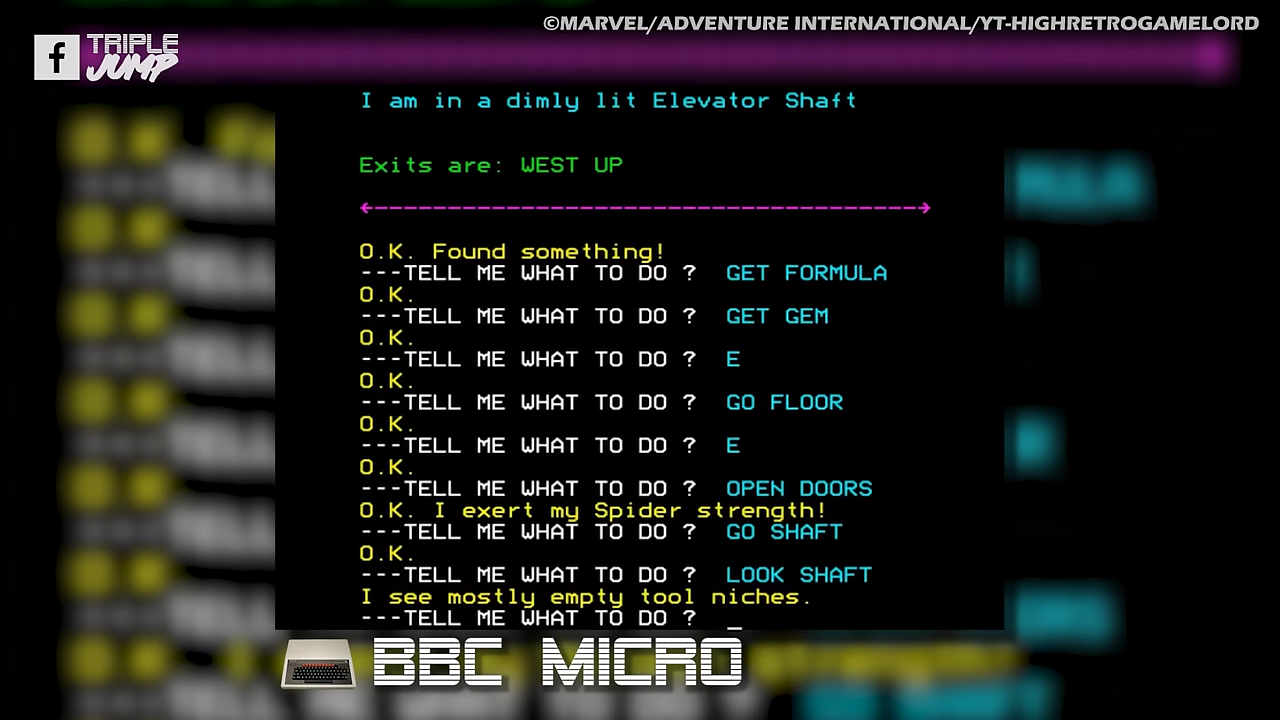 ©MARVEL/ADVENTURE INTERNATIONAL/YT-HIGHRETROGAMELORD
f TRIPLE
JUMP
I am in a dimly lit Elevator Shaft
Exits are: WEST UP
O.K. Found something!
---TELL ME WHAT TO DO ? GET FORMULA
O.K.
---TELL ME WHAT TO DO ? GET GEM
O.K.
---TELL ME WHAT TO DO ? E
O.K.
---TELL ME WHAT TO DO ? GO FLOOR
O.K.
---TELL ME WHAT TO DO ? E
O.K.
---TELL ME WHAT TO DO ? OPEN DOORS
O.K. I exert my Spider strength!
---TELL ME WHAT TO DO ? GO SHAFT
O.K.
---TELL ME WHAT TO DO ? LOOK SHAFT
I see mostly empty tool niches.
---TELL ME WHAT TO DO ? _
BBC MICRO